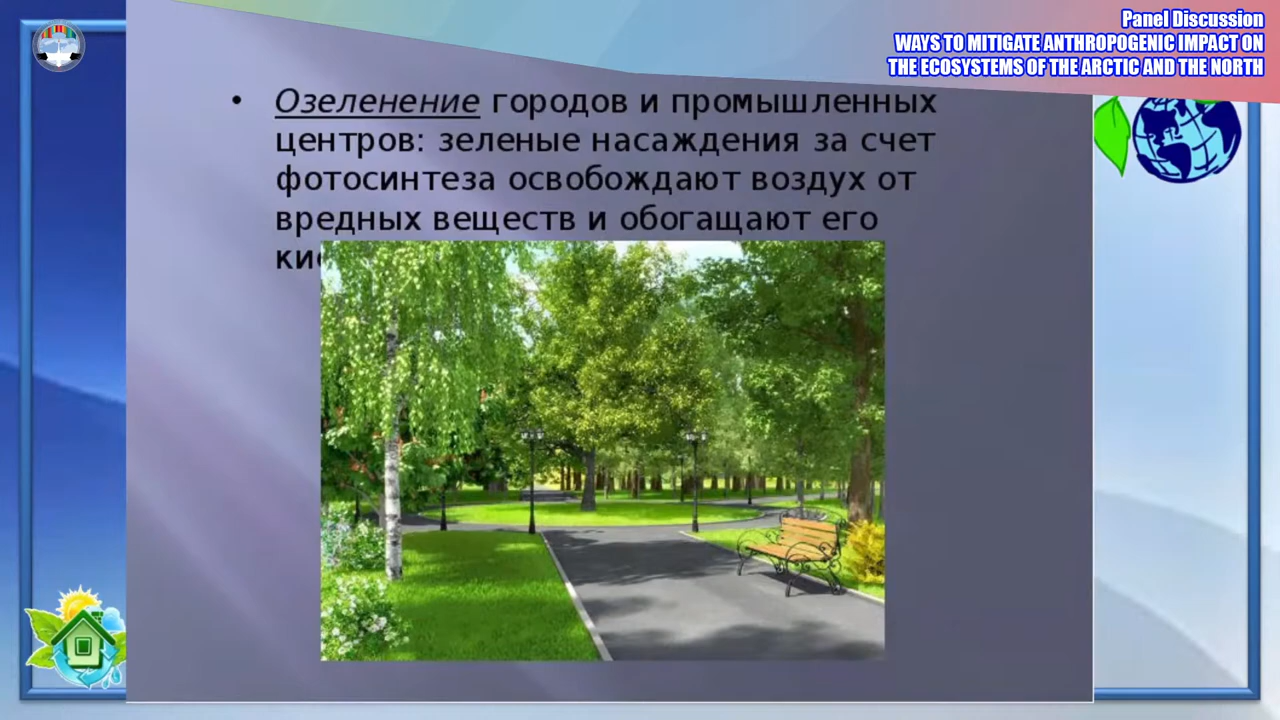 Panel Discussion
WAYS TO MITIGATE ANTHROPOGENIC IMPACT ON
THE ECOSYSTEMS OF THE ARCTIC AND THE NORTH
• Озеленение городов и промышленных
центров: зеленые насаждения за счет
фотосинтеза освобождают воздух от
вредных веществ и обогащают его